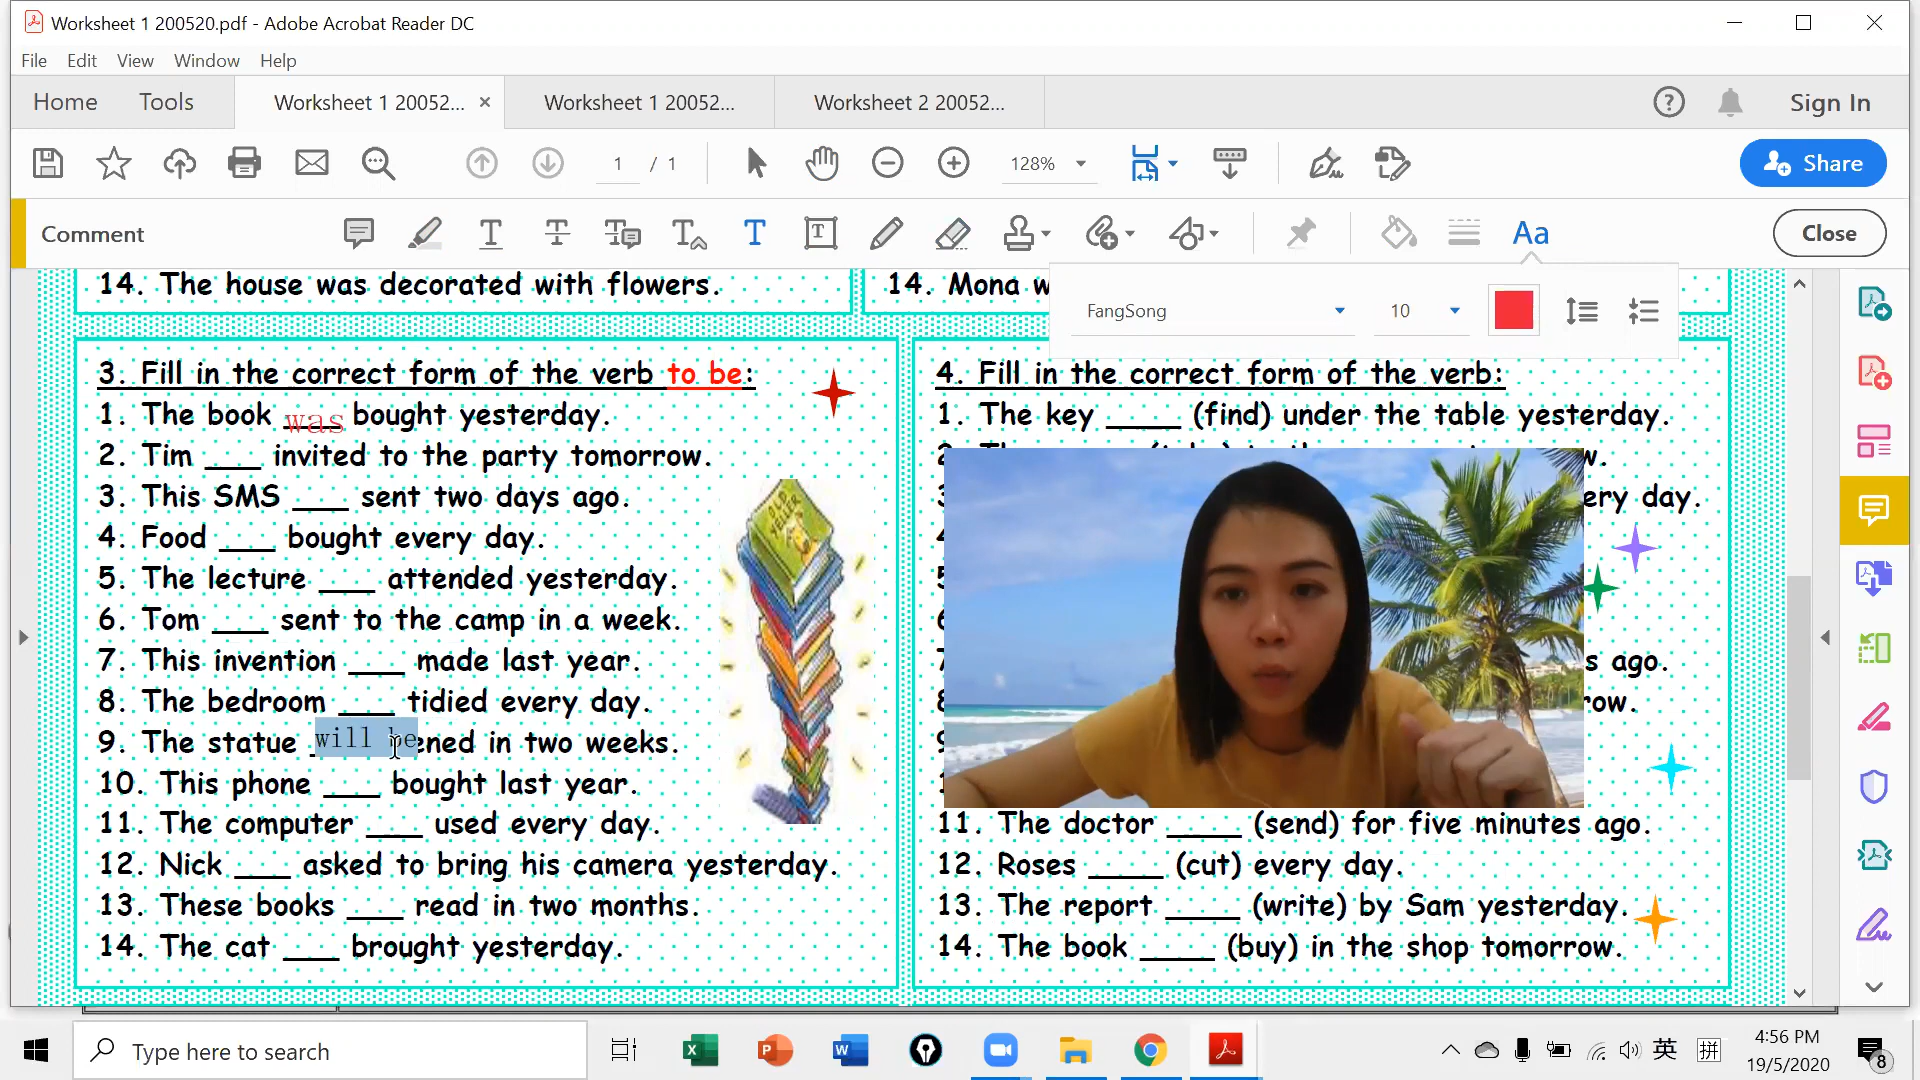 Worksheet 1 200520.pdf - Adobe Acrobat Reader DC
File Edit View Window Help
Home Tools Worksheet 1 20052... × Worksheet 1 20052... Worksheet 2 20052... Sign In
1 / 1 128% Share
Comment Aa Close
14. The house was decorated with flowers.
14. Mona w
FangSong 10
3. Fill in the correct form of the verb to be:
1. The book was bought yesterday.
2. Tim ___ invited to the party tomorrow.
3. This SMS ___ sent two days ago.
4. Food ___ bought every day.
5. The lecture ___ attended yesterday.
6. Tom ___ sent to the camp in a week.
7. This invention ___ made last year.
8. The bedroom ___ tidied every day.
9. The statue will be ened in two weeks.
10. This phone ___ bought last year.
11. The computer ___ used every day.
12. Nick ___ asked to bring his camera yesterday.
13. These books ___ read in two months.
14. The cat ___ brought yesterday.
4. Fill in the correct form of the verb:
1. The key ____ (find) under the table yesterday.
w.
ery day.
s ago.
row.
11. The doctor ____ (send) for five minutes ago.
12. Roses ____ (cut) every day.
13. The report ____ (write) by Sam yesterday.
14. The book ____ (buy) in the shop tomorrow.
Type here to search
英 拼
4:56 PM
19/5/2020
8